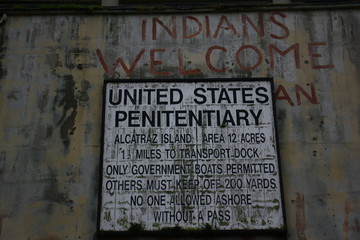 INDIANS
WELCOME
UNITED STATES
PENITENTIARY
ALCATRAZ ISLAND AREA 12 ACRES
1½ MILES TO TRANSPORT DOCK
ONLY GOVERNMENT BOATS PERMITTED
OTHERS MUST KEEP OFF 200 YARDS
NO ONE ALLOWED ASHORE
WITHOUT A PASS